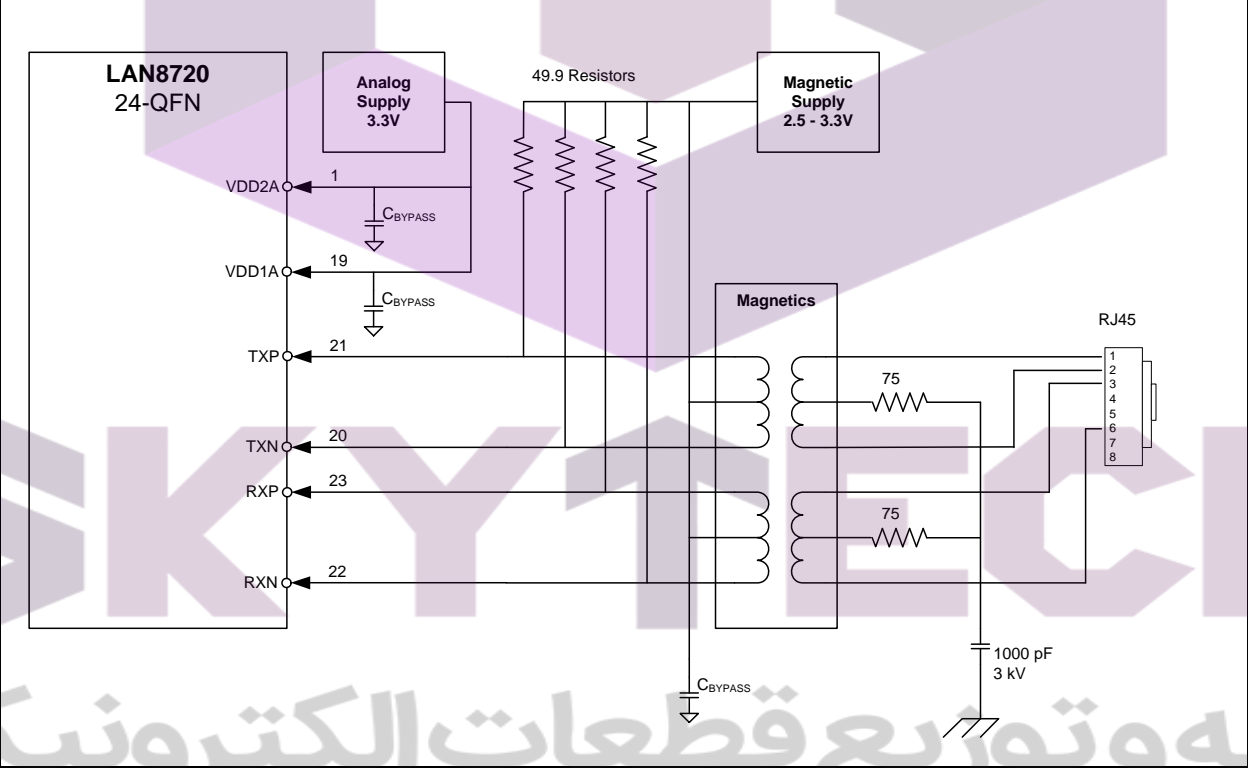 LAN8720
24-QFN
Analog
Supply
3.3V
49.9 Resistors
Magnetic
Supply
2.5 - 3.3V
VDD2A
1
CBYPASS
VDD1A
19
CBYPASS
Magnetics
RJ45
TXP
21
75
1
2
3
4
5
6
7
8
TXN
20
RXP
23
75
RXN
22
1000 pF
3 kV
CBYPASS
SKYTECH
قطعات